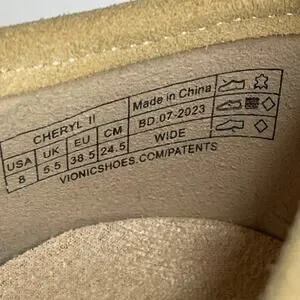 CHERYL II
Made in China
USA UK EU CM
BD.07-2023
8 5.5 38.5 24.5
WIDE
VIONICSHOES.COM/PATENTS